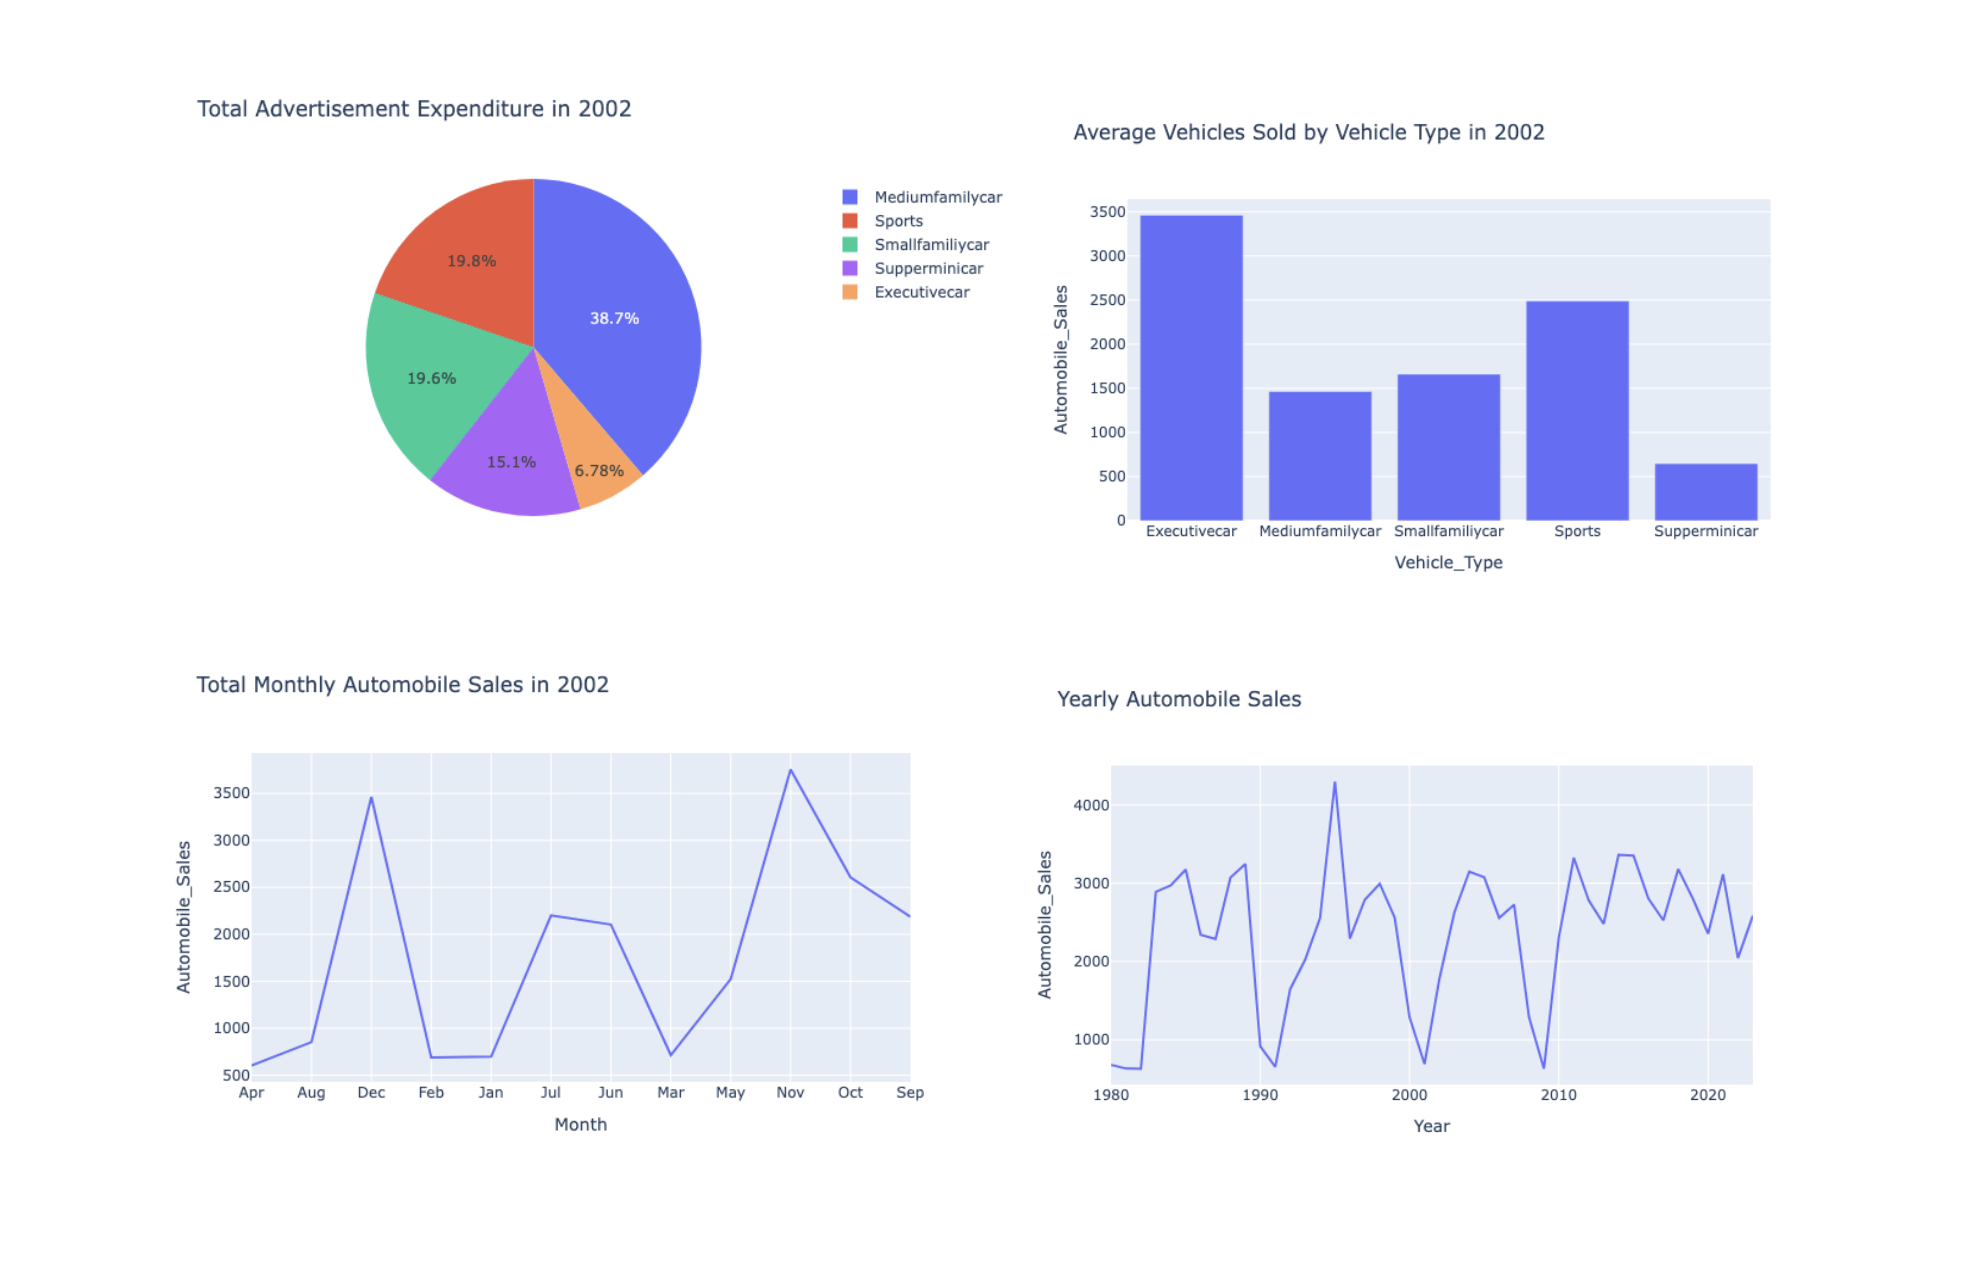 Total Advertisement Expenditure in 2002
Mediumfamilycar
Sports
Smallfamiliycar
Supperminicar
Executivecar
19.8%
38.7%
19.6%
15.1%
6.78%
Average Vehicles Sold by Vehicle Type in 2002
3500
3000
2500
2000
1500
1000
500
0
Automobile_Sales
Executivecar Mediumfamilycar Smallfamiliycar Sports Supperminicar
Vehicle_Type
Total Monthly Automobile Sales in 2002
3500
3000
2500
2000
1500
1000
500
Automobile_Sales
Apr Aug Dec Feb Jan Jul Jun Mar May Nov Oct Sep
Month
Yearly Automobile Sales
4000
3000
2000
1000
Automobile_Sales
1980 1990 2000 2010 2020
Year